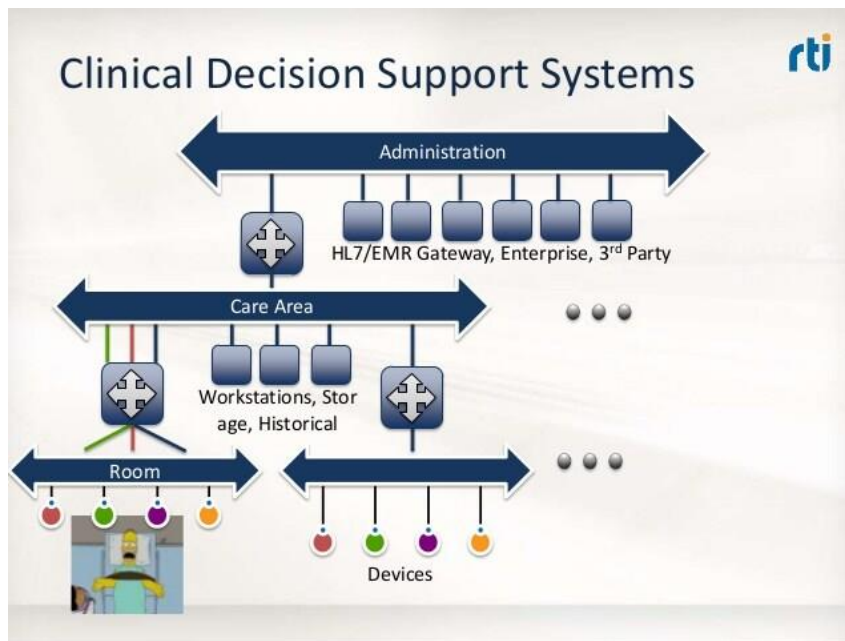 Clinical Decision Support Systems
rti
Administration
HL7/EMR Gateway, Enterprise, 3rd Party
Care Area
Workstations, Stor
age, Historical
Room
Devices